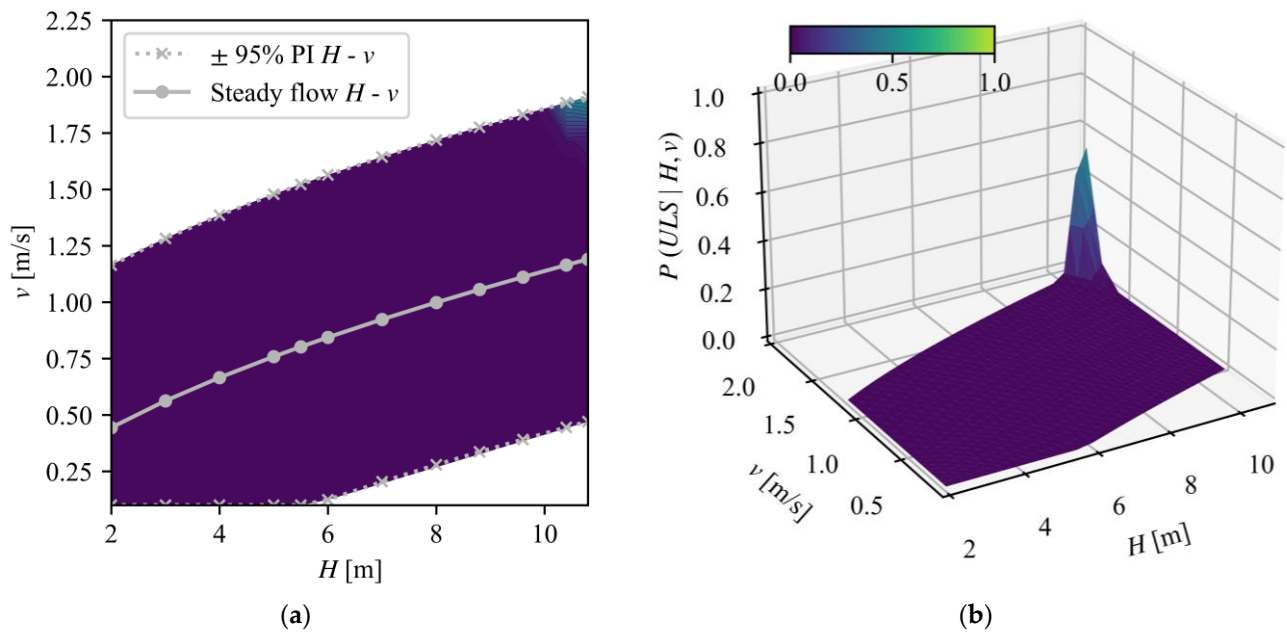 2.25
2.00
1.75
1.50
1.25
1.00
0.75
0.50
0.25
v [m/s]
± 95% PI H - v
Steady flow H - v
2 4 6 8 10
H [m]
(a)
0.0 0.5 1.0
1.0
0.8
0.6
0.4
0.2
0.0
P (ULS | H, v)
2.0
1.5
1.0
0.5
v [m/s]
2 4 6 8 10
H [m]
(b)